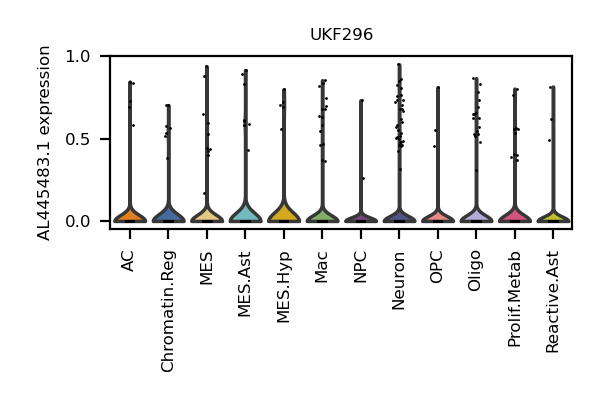 UKF296
AL445483.1 expression
1.0
0.5
0.0
AC
Chromatin.Reg
MES
MES.Ast
MES.Hyp
Mac
NPC
Neuron
OPC
Oligo
Prolif.Metab
Reactive.Ast